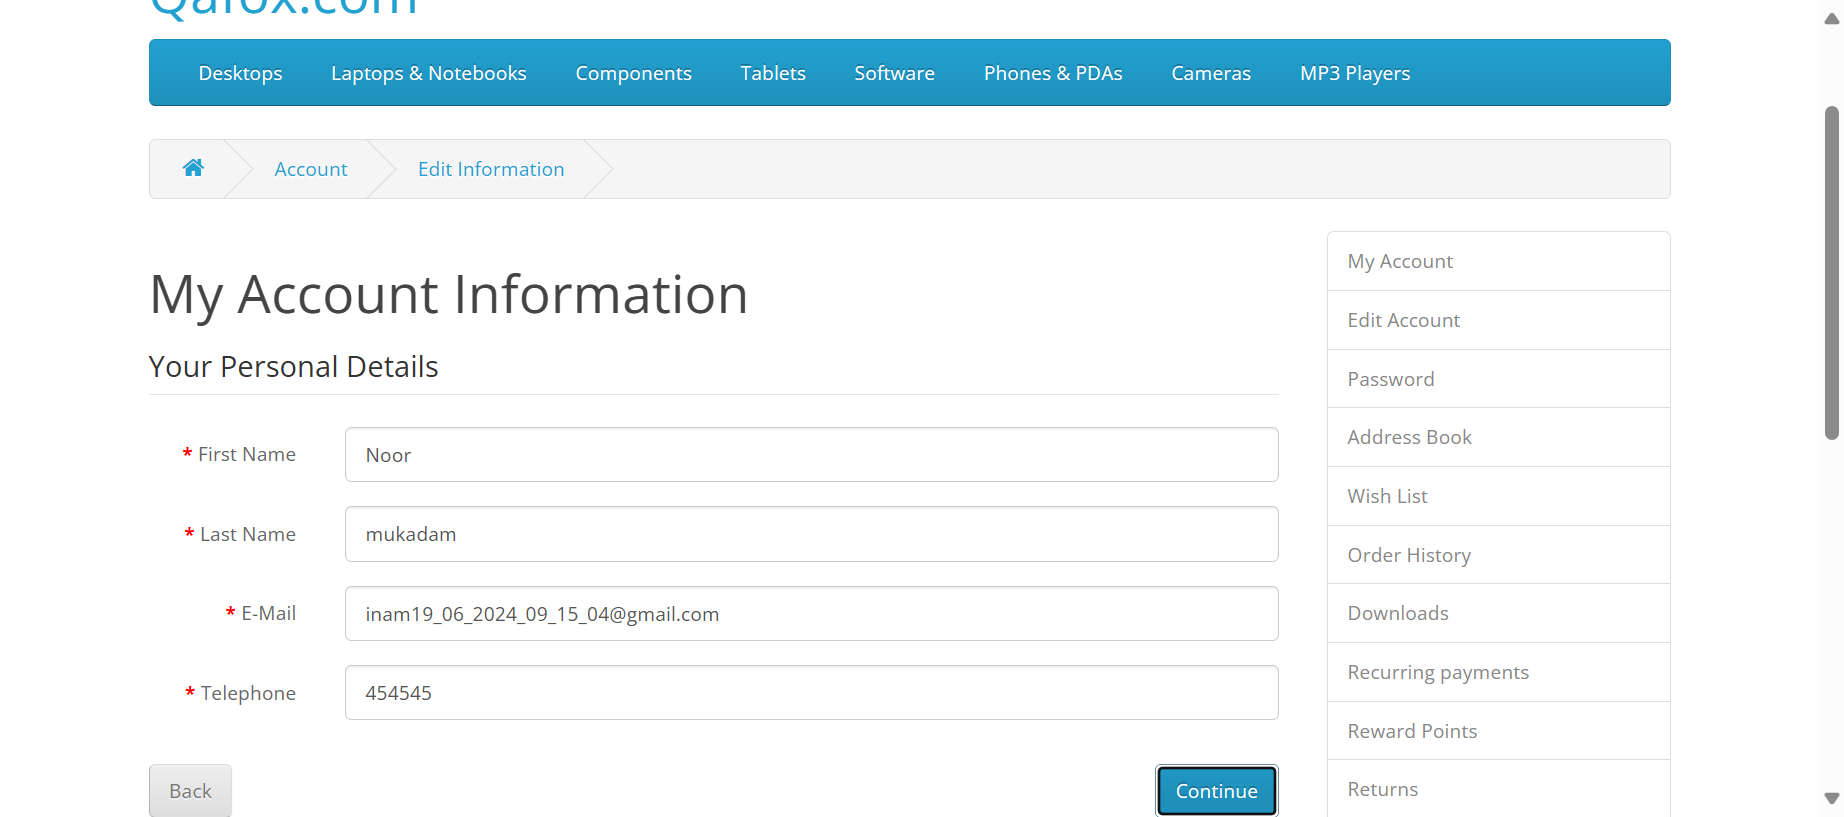 Qafox.com
Desktops Laptops & Notebooks Components Tablets Software Phones & PDAs Cameras MP3 Players
Account Edit Information
My Account Information
Your Personal Details
* First Name Noor
* Last Name mukadam
* E-Mail inam19_06_2024_09_15_04@gmail.com
* Telephone 454545
Back Continue
My Account
Edit Account
Password
Address Book
Wish List
Order History
Downloads
Recurring payments
Reward Points
Returns